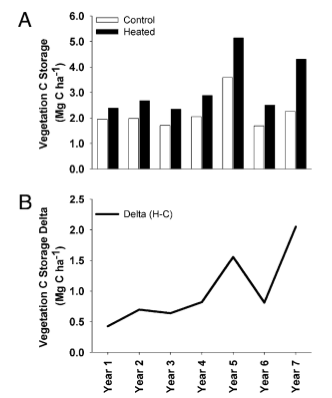 A
Vegetation C Storage
(Mg C ha⁻¹)
6.0
5.0
4.0
3.0
2.0
1.0
0.0
Control
Heated
B
Vegetation C Storage Delta
(Mg C ha⁻¹)
2.5
2.0
1.5
1.0
0.5
0.0
Delta (H-C)
Year 1
Year 2
Year 3
Year 4
Year 5
Year 6
Year 7